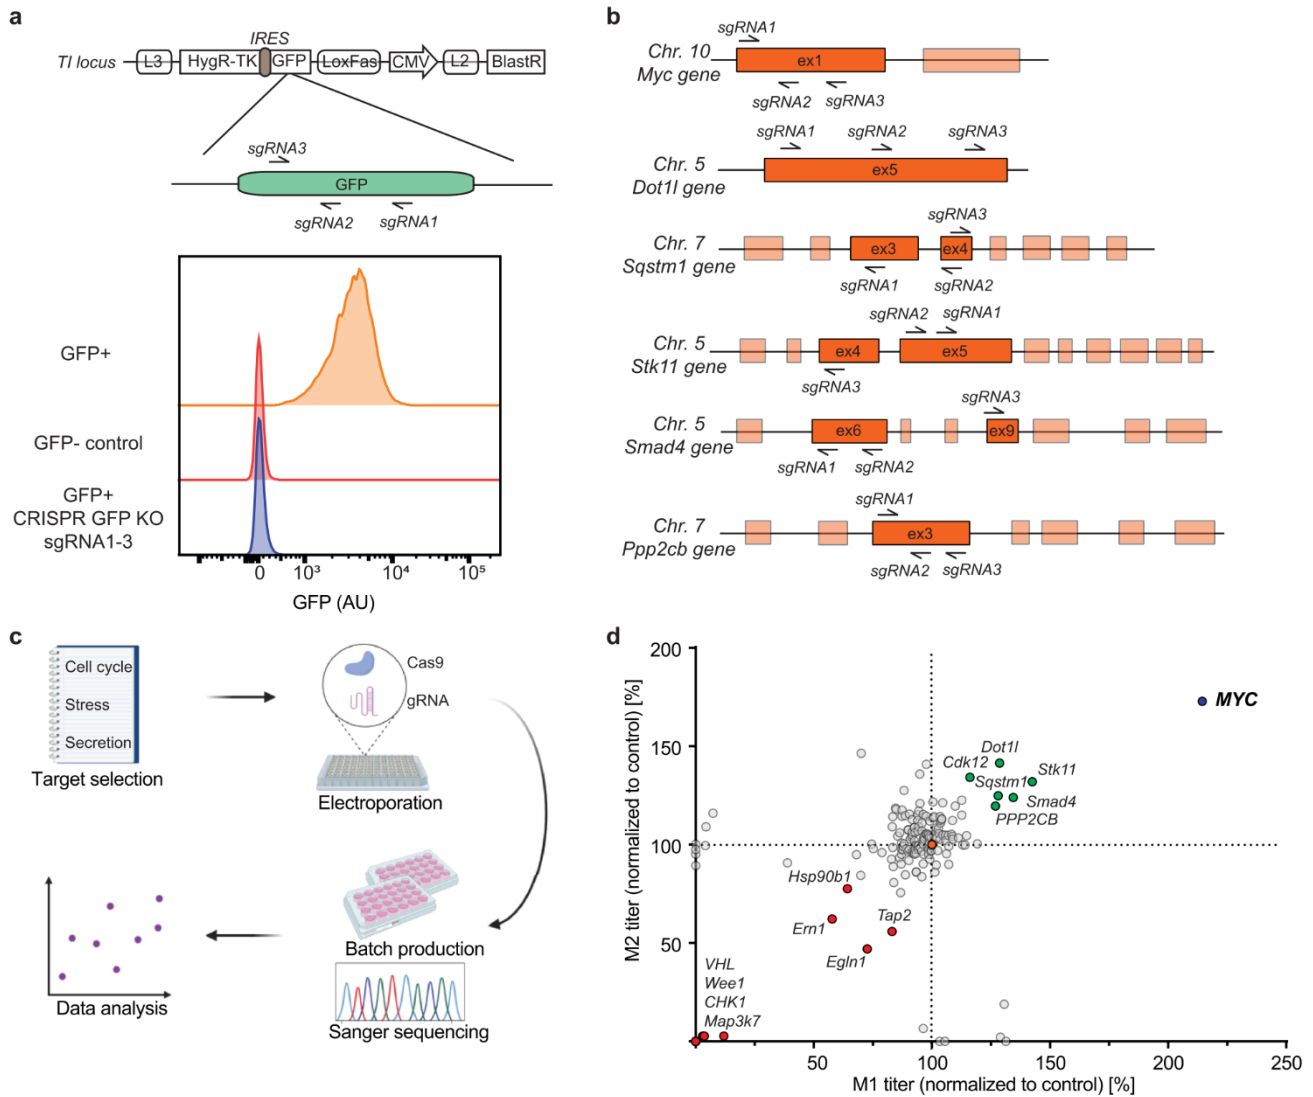 a
IRES
TI locus
L3
HygR-TK
GFP
LoxFas
CMV
L2
BlastR
sgRNA3
GFP
sgRNA2
sgRNA1
GFP+
GFP- control
GFP+
CRISPR GFP KO
sgRNA1-3
0
10³
10⁴
10⁵
GFP (AU)
b
sgRNA1
Chr. 10
Myc gene
ex1
sgRNA2
sgRNA3
sgRNA1
sgRNA2
sgRNA3
Chr. 5
Dot1l gene
ex5
sgRNA3
Chr. 7
Sqstm1 gene
ex3
ex4
sgRNA1
sgRNA2
sgRNA2
sgRNA1
Chr. 5
Stk11 gene
ex4
ex5
sgRNA3
sgRNA3
Chr. 5
Smad4 gene
ex6
ex9
sgRNA1
sgRNA2
sgRNA1
Chr. 7
Ppp2cb gene
ex3
sgRNA2
sgRNA3
c
Cell cycle
Stress
Secretion
Target selection
Cas9
gRNA
Electroporation
Batch production
Sanger sequencing
Data analysis
d
200
150
100
50
M2 titer (normalized to control) [%]
MYC
Dot1l
Cdk12
Stk11
Sqstm1
Smad4
PPP2CB
Hsp90b1
Ern1
Tap2
Egln1
VHL
Wee1
CHK1
Map3k7
50
100
150
200
250
M1 titer (normalized to control) [%]